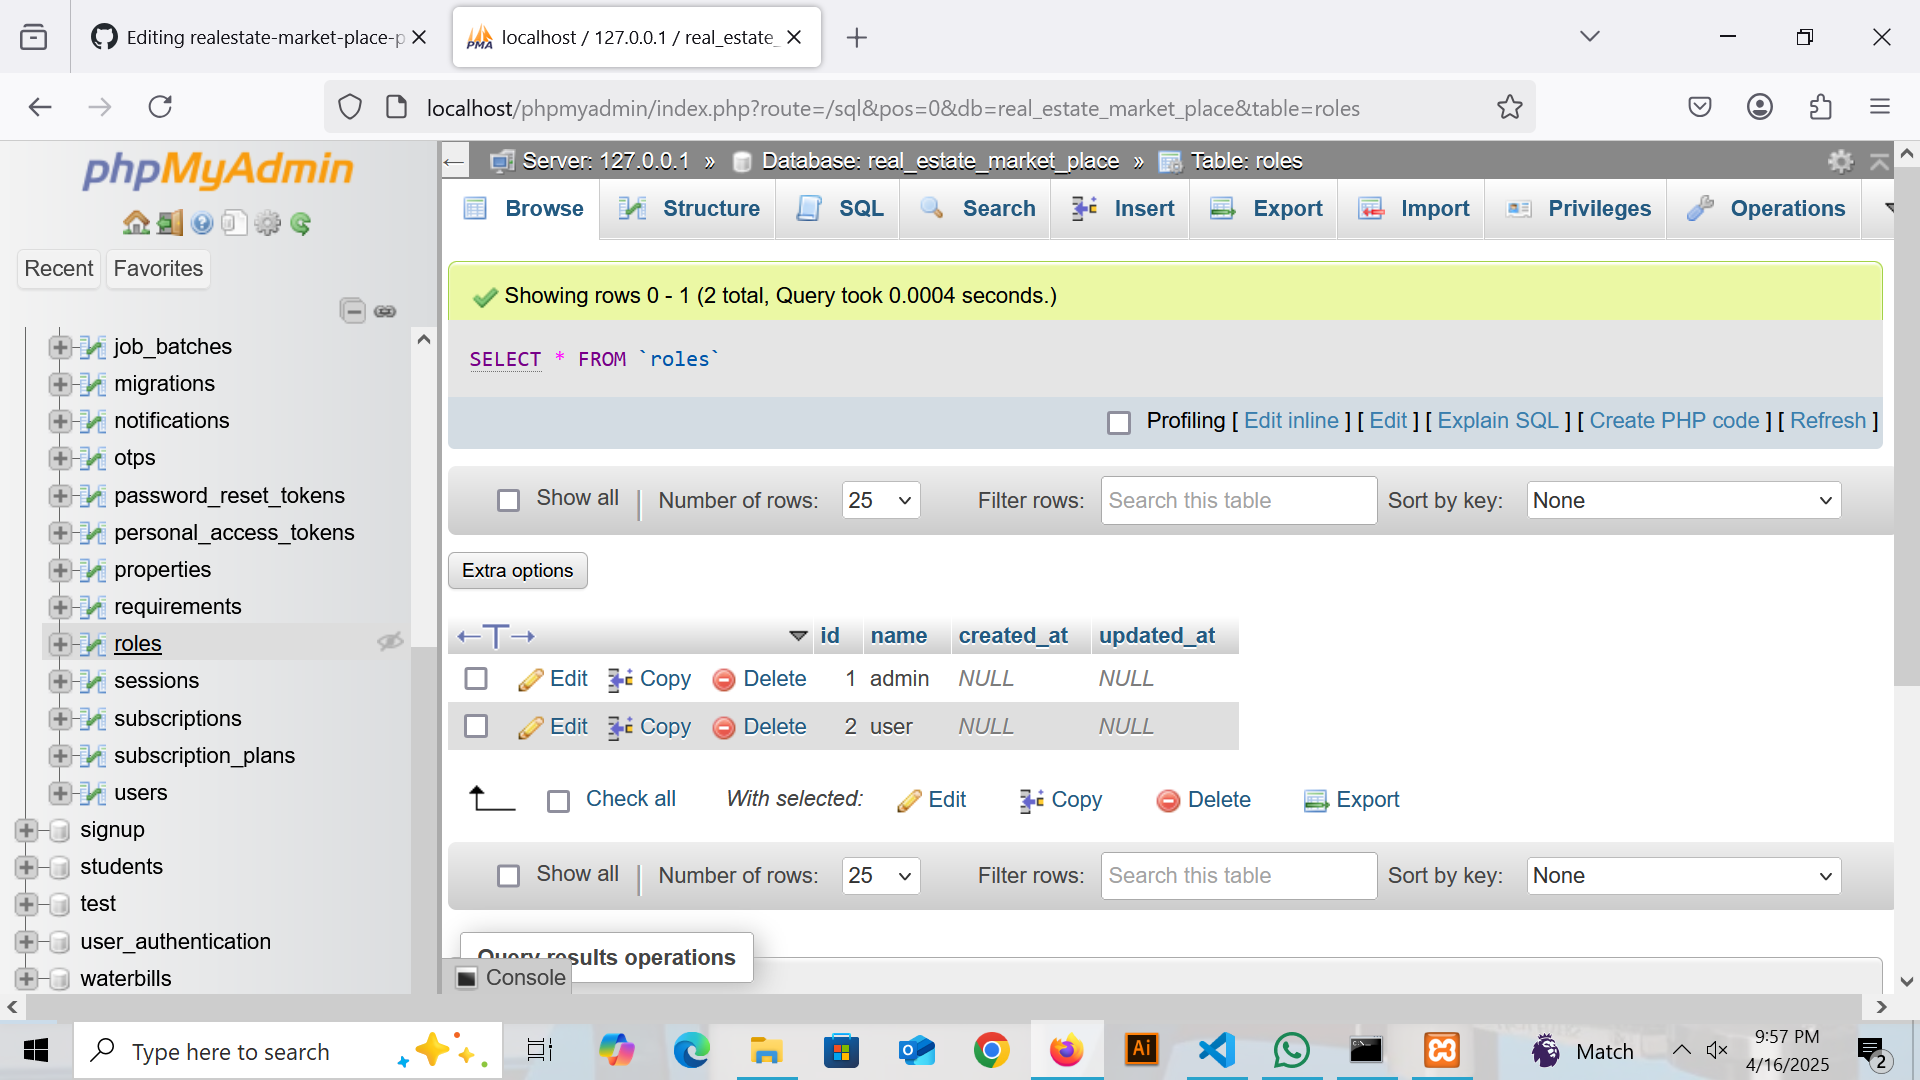 Editing realestate-market-place-p
localhost / 127.0.0.1 / real_estate_
localhost/phpmyadmin/index.php?route=/sql&pos=0&db=real_estate_market_place&table=roles
phpMyAdmin
Recent
Favorites
job_batches
migrations
notifications
otps
password_reset_tokens
personal_access_tokens
properties
requirements
roles
sessions
subscriptions
subscription_plans
users
signup
students
test
user_authentication
waterbills
Server: 127.0.0.1 » Database: real_estate_market_place » Table: roles
Browse Structure SQL Search Insert Export Import Privileges Operations
Showing rows 0 - 1 (2 total, Query took 0.0004 seconds.)
SELECT * FROM `roles`
Profiling [ Edit inline ] [ Edit ] [ Explain SQL ] [ Create PHP code ] [ Refresh ]
Show all Number of rows: 25 Filter rows: Search this table Sort by key: None
Extra options
←T→ id name created_at updated_at
Edit Copy Delete 1 admin NULL NULL
Edit Copy Delete 2 user NULL NULL
Check all With selected: Edit Copy Delete Export
Show all Number of rows: 25 Filter rows: Search this table Sort by key: None
Query results operations
Console
Type here to search
Ai
Match
9:57 PM
4/16/2025
2